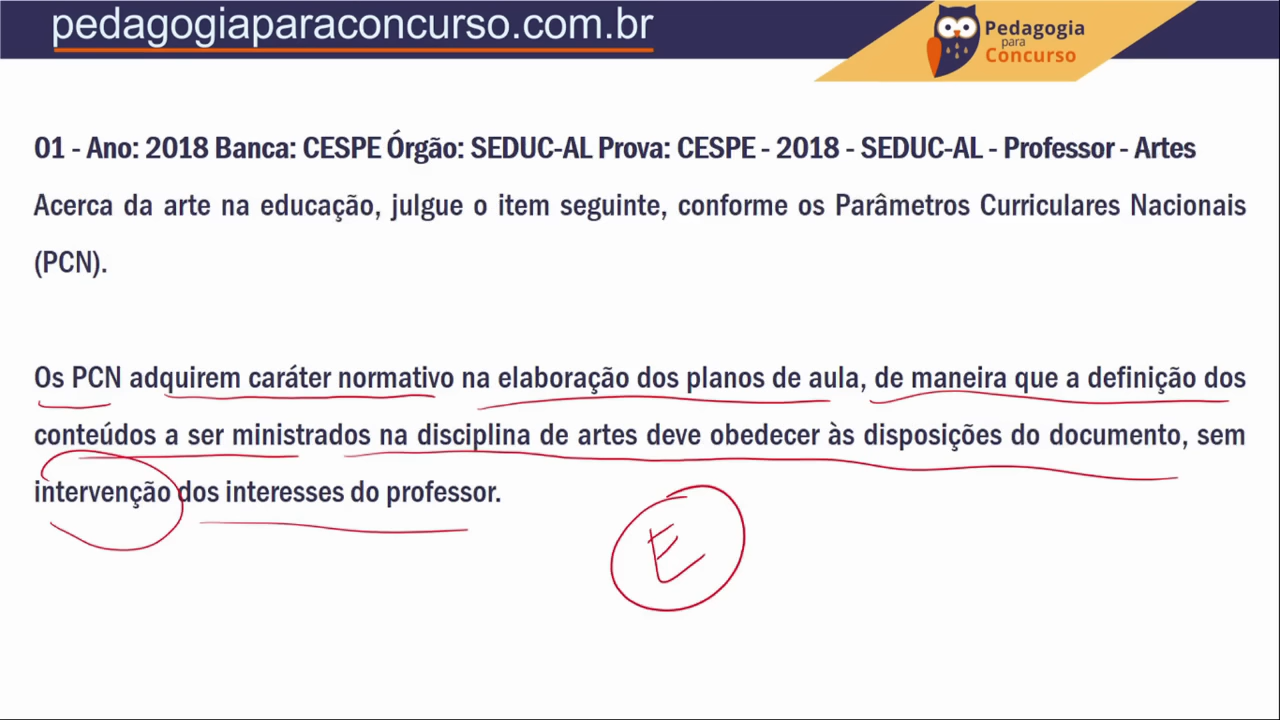 pedagogiaparaconcurso.com.br
Pedagogia
para
Concurso
01 - Ano: 2018 Banca: CESPE Órgão: SEDUC-AL Prova: CESPE - 2018 - SEDUC-AL - Professor - Artes
Acerca da arte na educação, julgue o item seguinte, conforme os Parâmetros Curriculares Nacionais
(PCN).
Os PCN adquirem caráter normativo na elaboração dos planos de aula, de maneira que a definição dos
conteúdos a ser ministrados na disciplina de artes deve obedecer às disposições do documento, sem
intervenção dos interesses do professor.
E